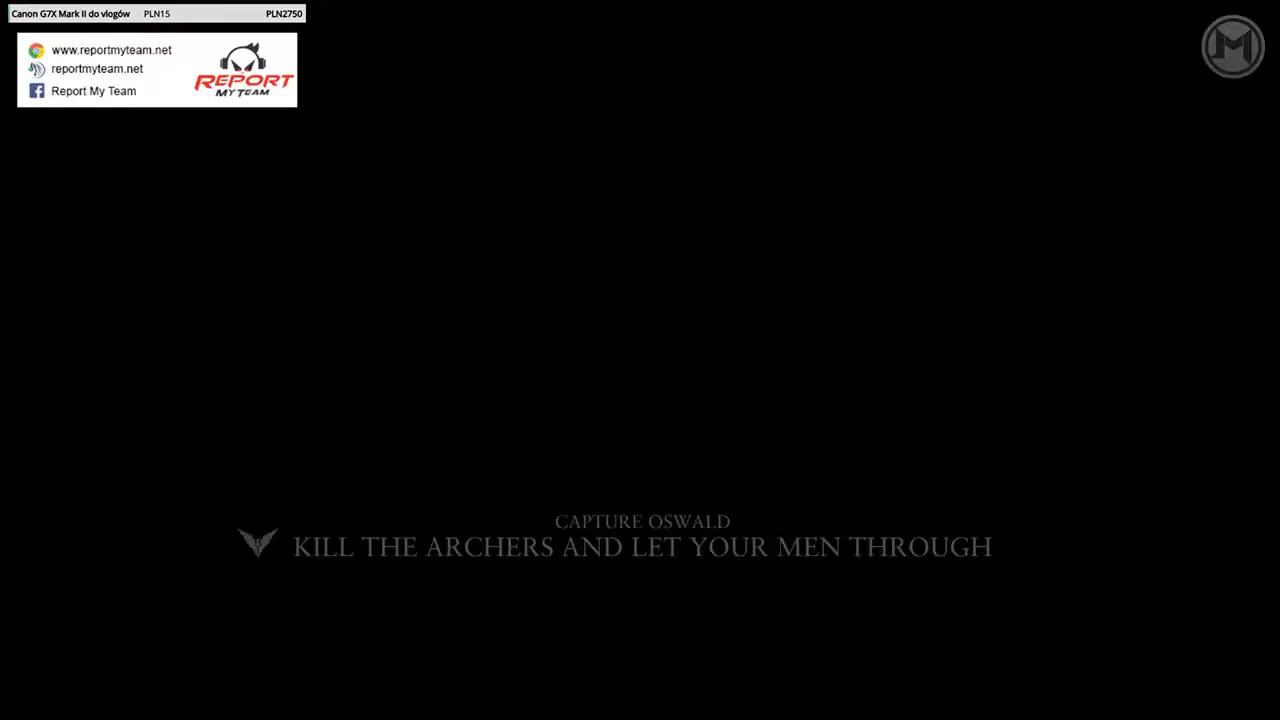 Canon G7X Mark II do vlogów PLN15 PLN2750
www.reportmyteam.net
reportmyteam.net
Report My Team
REPORT
MY TEAM
M
CAPTURE OSWALD
KILL THE ARCHERS AND LET YOUR MEN THROUGH